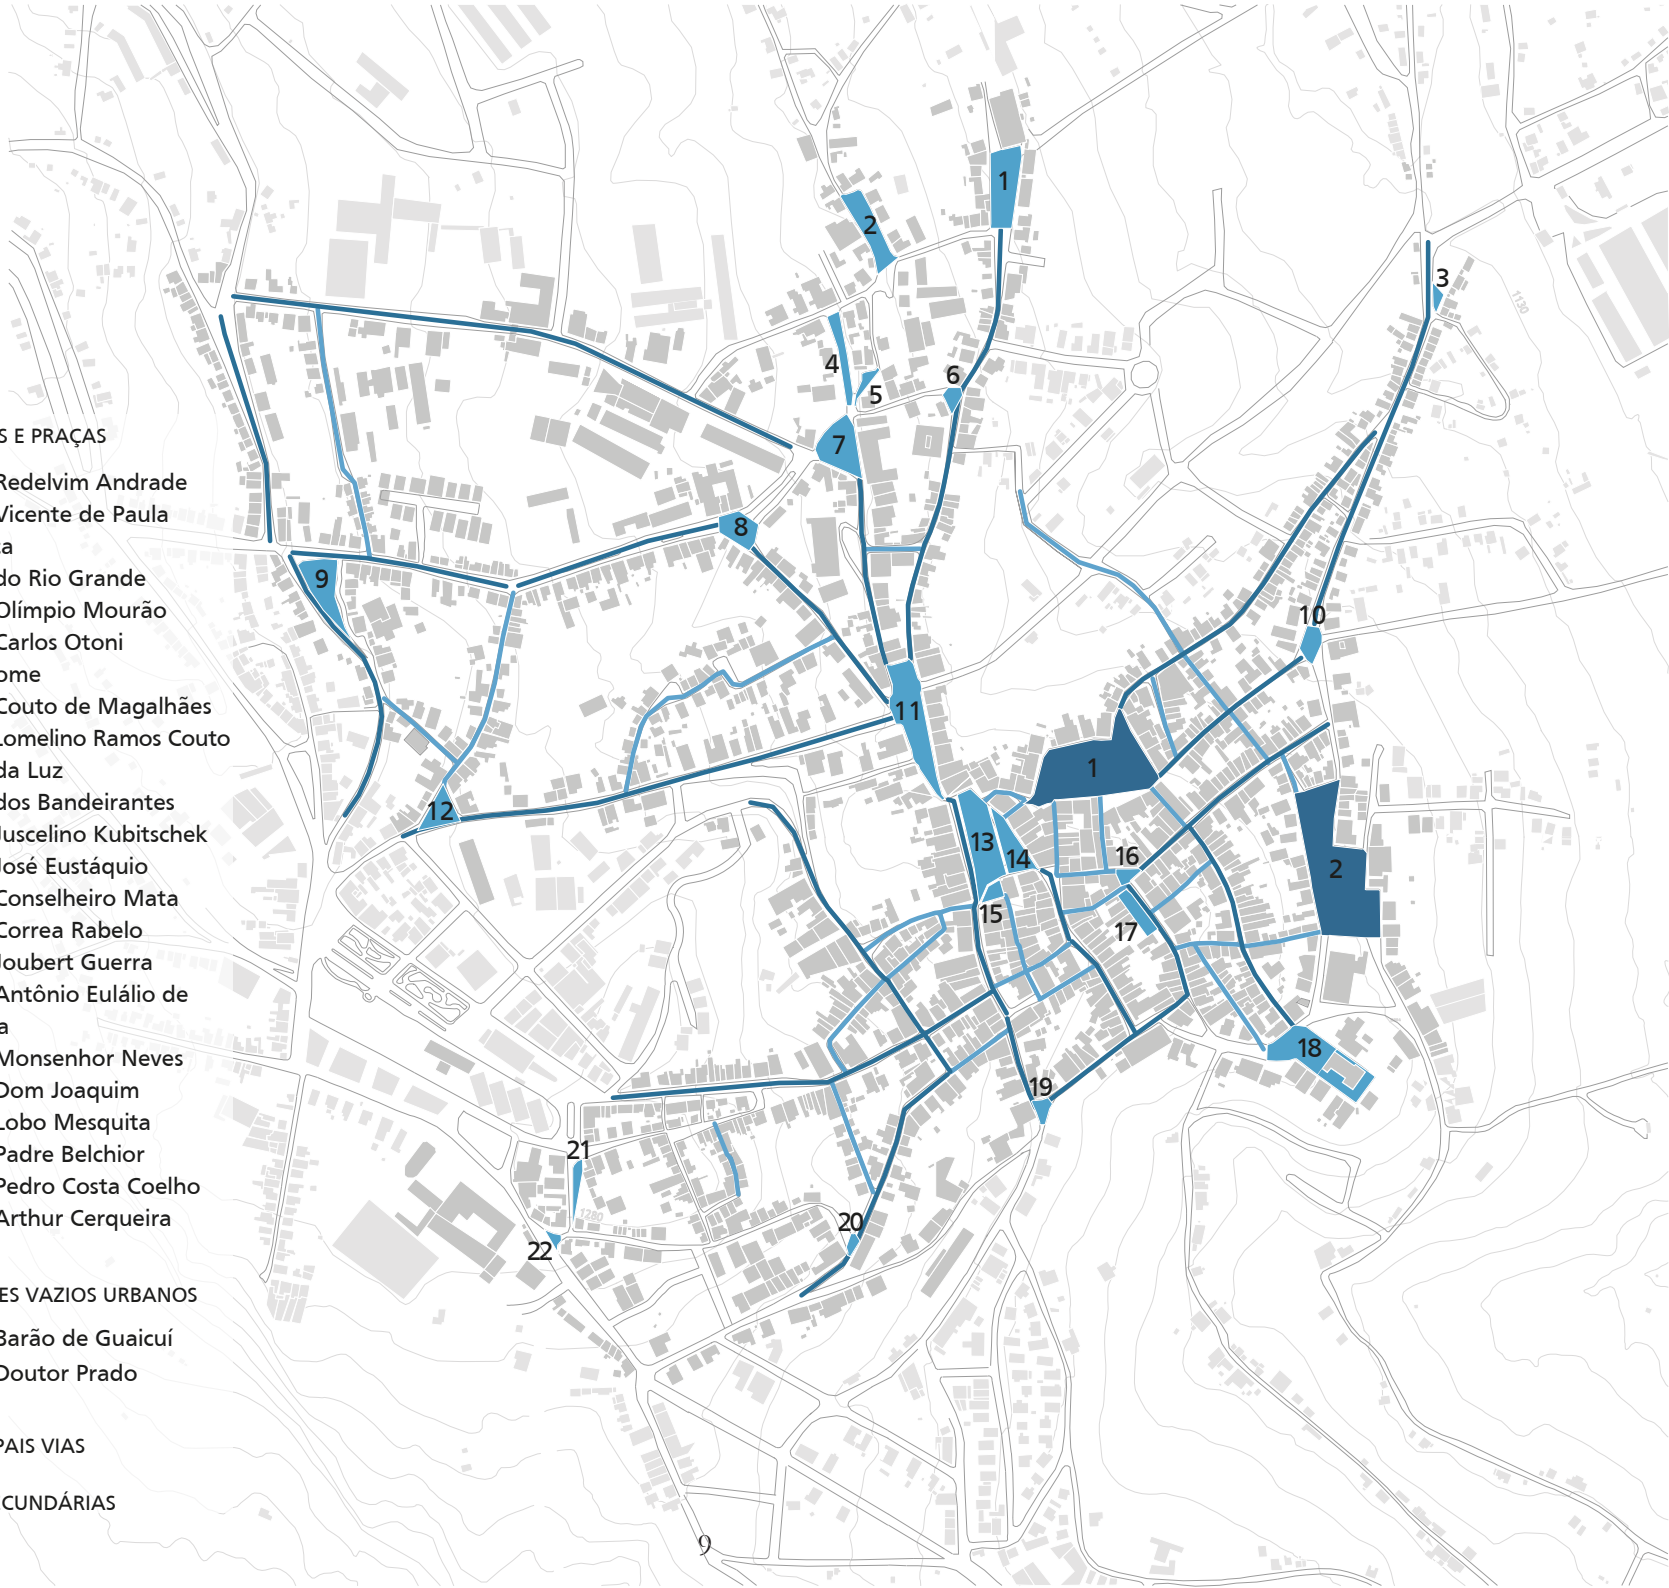 S E PRAÇAS
Redelvim Andrade
Vicente de Paula
ça
do Rio Grande
Olímpio Mourão
Carlos Otoni
ome
Couto de Magalhães
Lomelino Ramos Couto
da Luz
dos Bandeirantes
Juscelino Kubitschek
José Eustáquio
Conselheiro Mata
Correa Rabelo
Joubert Guerra
Antônio Eulálio de
a
Monsenhor Neves
Dom Joaquim
Lobo Mesquita
Padre Belchior
Pedro Costa Coelho
Arthur Cerqueira
ES VAZIOS URBANOS
Barão de Guaicuí
Doutor Prado
PAIS VIAS
CUNDÁRIAS
1
2
3
1130
4
5
6
7
8
9
10
11
1
12
13
14
16
2
15
17
18
19
21
1280
20
22
9